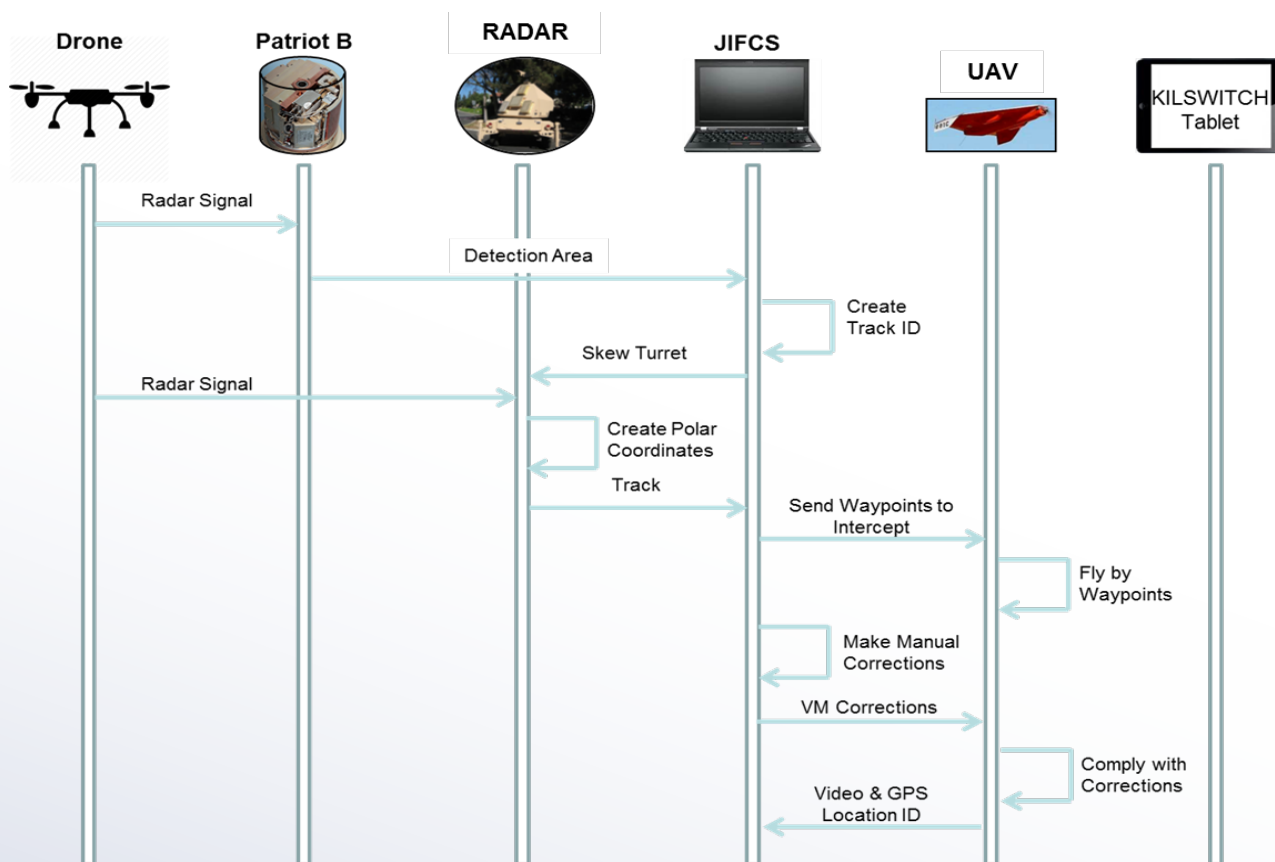 Drone
Patriot B
RADAR
JIFCS
UAV
KILSWITCH
Tablet
Radar Signal
Detection Area
Create
Track ID
Skew Turret
Radar Signal
Create Polar
Coordinates
Track
Send Waypoints to
Intercept
Fly by
Waypoints
Make Manual
Corrections
VM Corrections
Comply with
Corrections
Video & GPS
Location ID